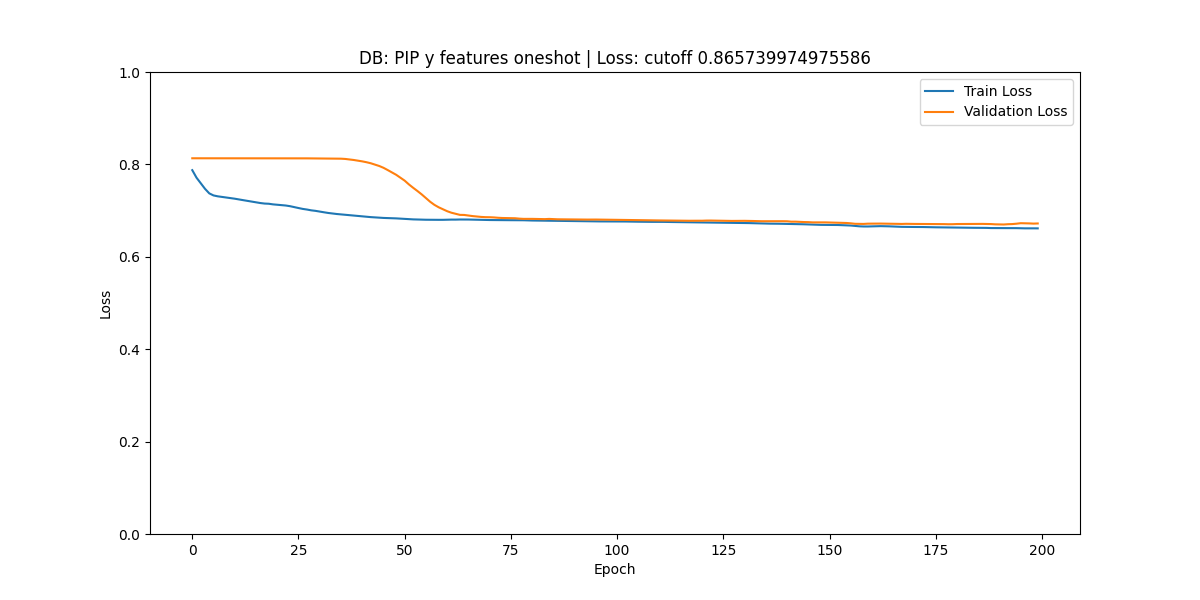 DB: PIP y features oneshot | Loss: cutoff 0.865739974975586
Train Loss
Validation Loss
1.0
0.8
0.6
0.4
0.2
0.0
Loss
0 25 50 75 100 125 150 175 200
Epoch